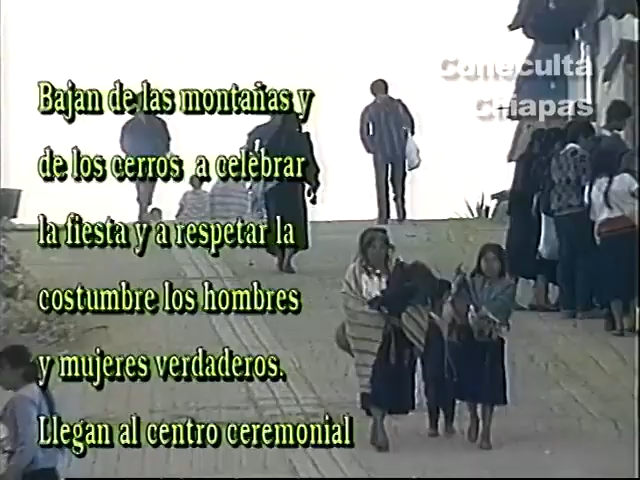 Coneculta
Chiapas
Bajan de las montañas y
de los cerros a celebrar
la fiesta y a respetar la
costumbre los hombres
y mujeres verdaderos.
Llegan al centro ceremonial